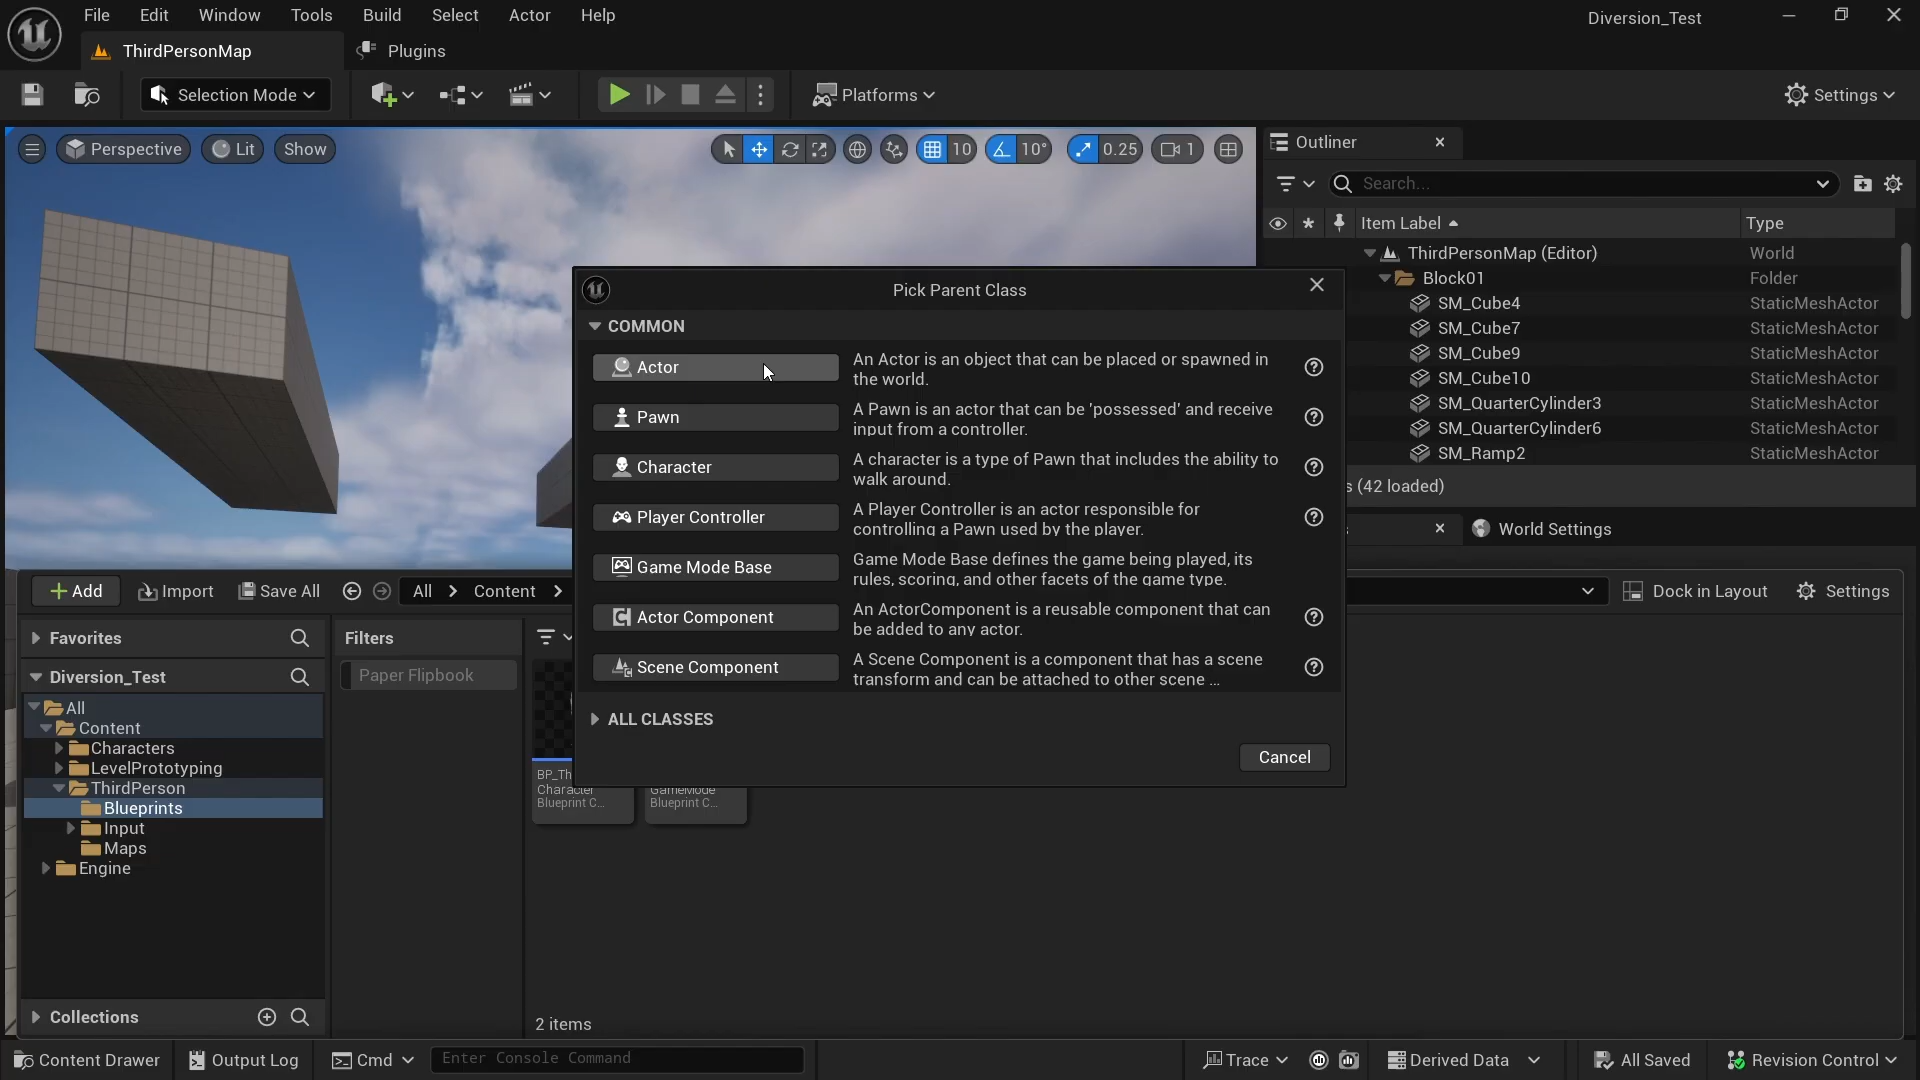 File Edit Window Tools Build Select Actor Help
Diversion_Test
ThirdPersonMap
Plugins
Selection Mode
Platforms
Settings
Perspective Lit Show
10 10° 0.25 1
Outliner
Search...
Item Label Type
ThirdPersonMap (Editor) World
Block01 Folder
SM_Cube4 StaticMeshActor
SM_Cube7 StaticMeshActor
SM_Cube9 StaticMeshActor
SM_Cube10 StaticMeshActor
SM_QuarterCylinder3 StaticMeshActor
SM_QuarterCylinder6 StaticMeshActor
SM_Ramp2 StaticMeshActor
s (42 loaded)
World Settings
Pick Parent Class
COMMON
Actor
An Actor is an object that can be placed or spawned in
the world.
Pawn
A Pawn is an actor that can be 'possessed' and receive
input from a controller.
Character
A character is a type of Pawn that includes the ability to
walk around.
Player Controller
A Player Controller is an actor responsible for
controlling a Pawn used by the player.
Game Mode Base
Game Mode Base defines the game being played, its
rules, scoring, and other facets of the game type.
Actor Component
An ActorComponent is a reusable component that can
be added to any actor.
Scene Component
A Scene Component is a component that has a scene
transform and can be attached to other scene ...
ALL CLASSES
Cancel
Add Import Save All All Content
Dock in Layout Settings
Favorites
Filters
Paper Flipbook
Diversion_Test
All
Content
Characters
LevelPrototyping
ThirdPerson
Blueprints
Input
Maps
Engine
BP_Th
Character
Blueprint C...
GameMode
Blueprint C...
Collections
2 items
Content Drawer Output Log Cmd Enter Console Command Trace Derived Data All Saved Revision Control